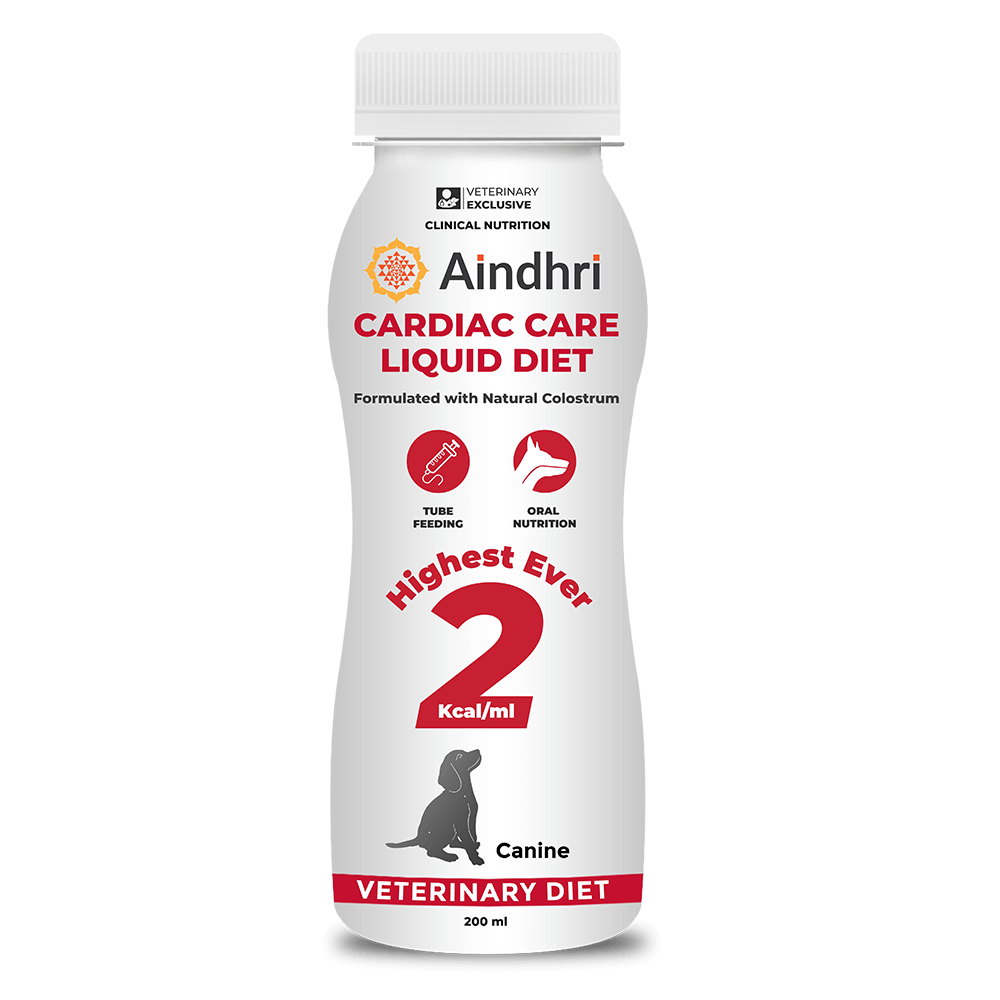 VETERINARY
EXCLUSIVE
CLINICAL NUTRITION
Aindhri
CARDIAC CARE
LIQUID DIET
Formulated with Natural Colostrum
TUBE
FEEDING
ORAL
NUTRITION
Highest Ever
2
Kcal/ml
Canine
VETERINARY DIET
200 ml